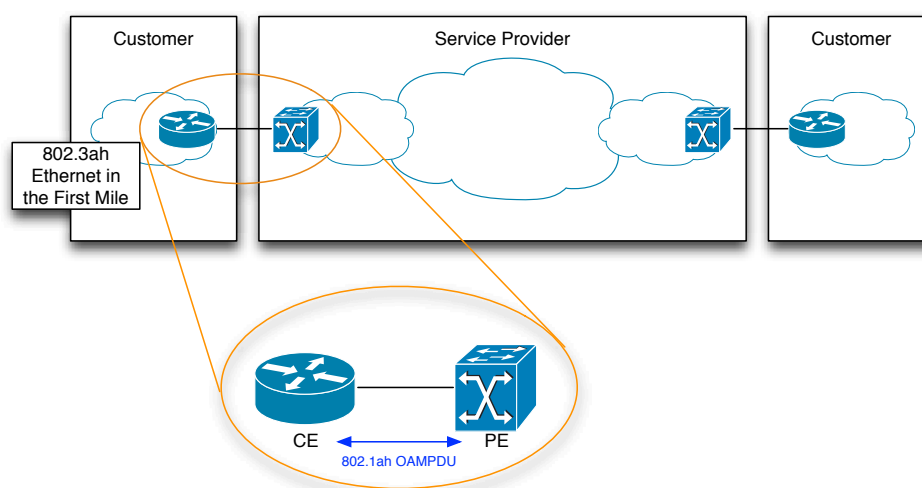 Customer
Service Provider
Customer
802.3ah
Ethernet in
the First Mile
CE
PE
802.1ah OAMPDU